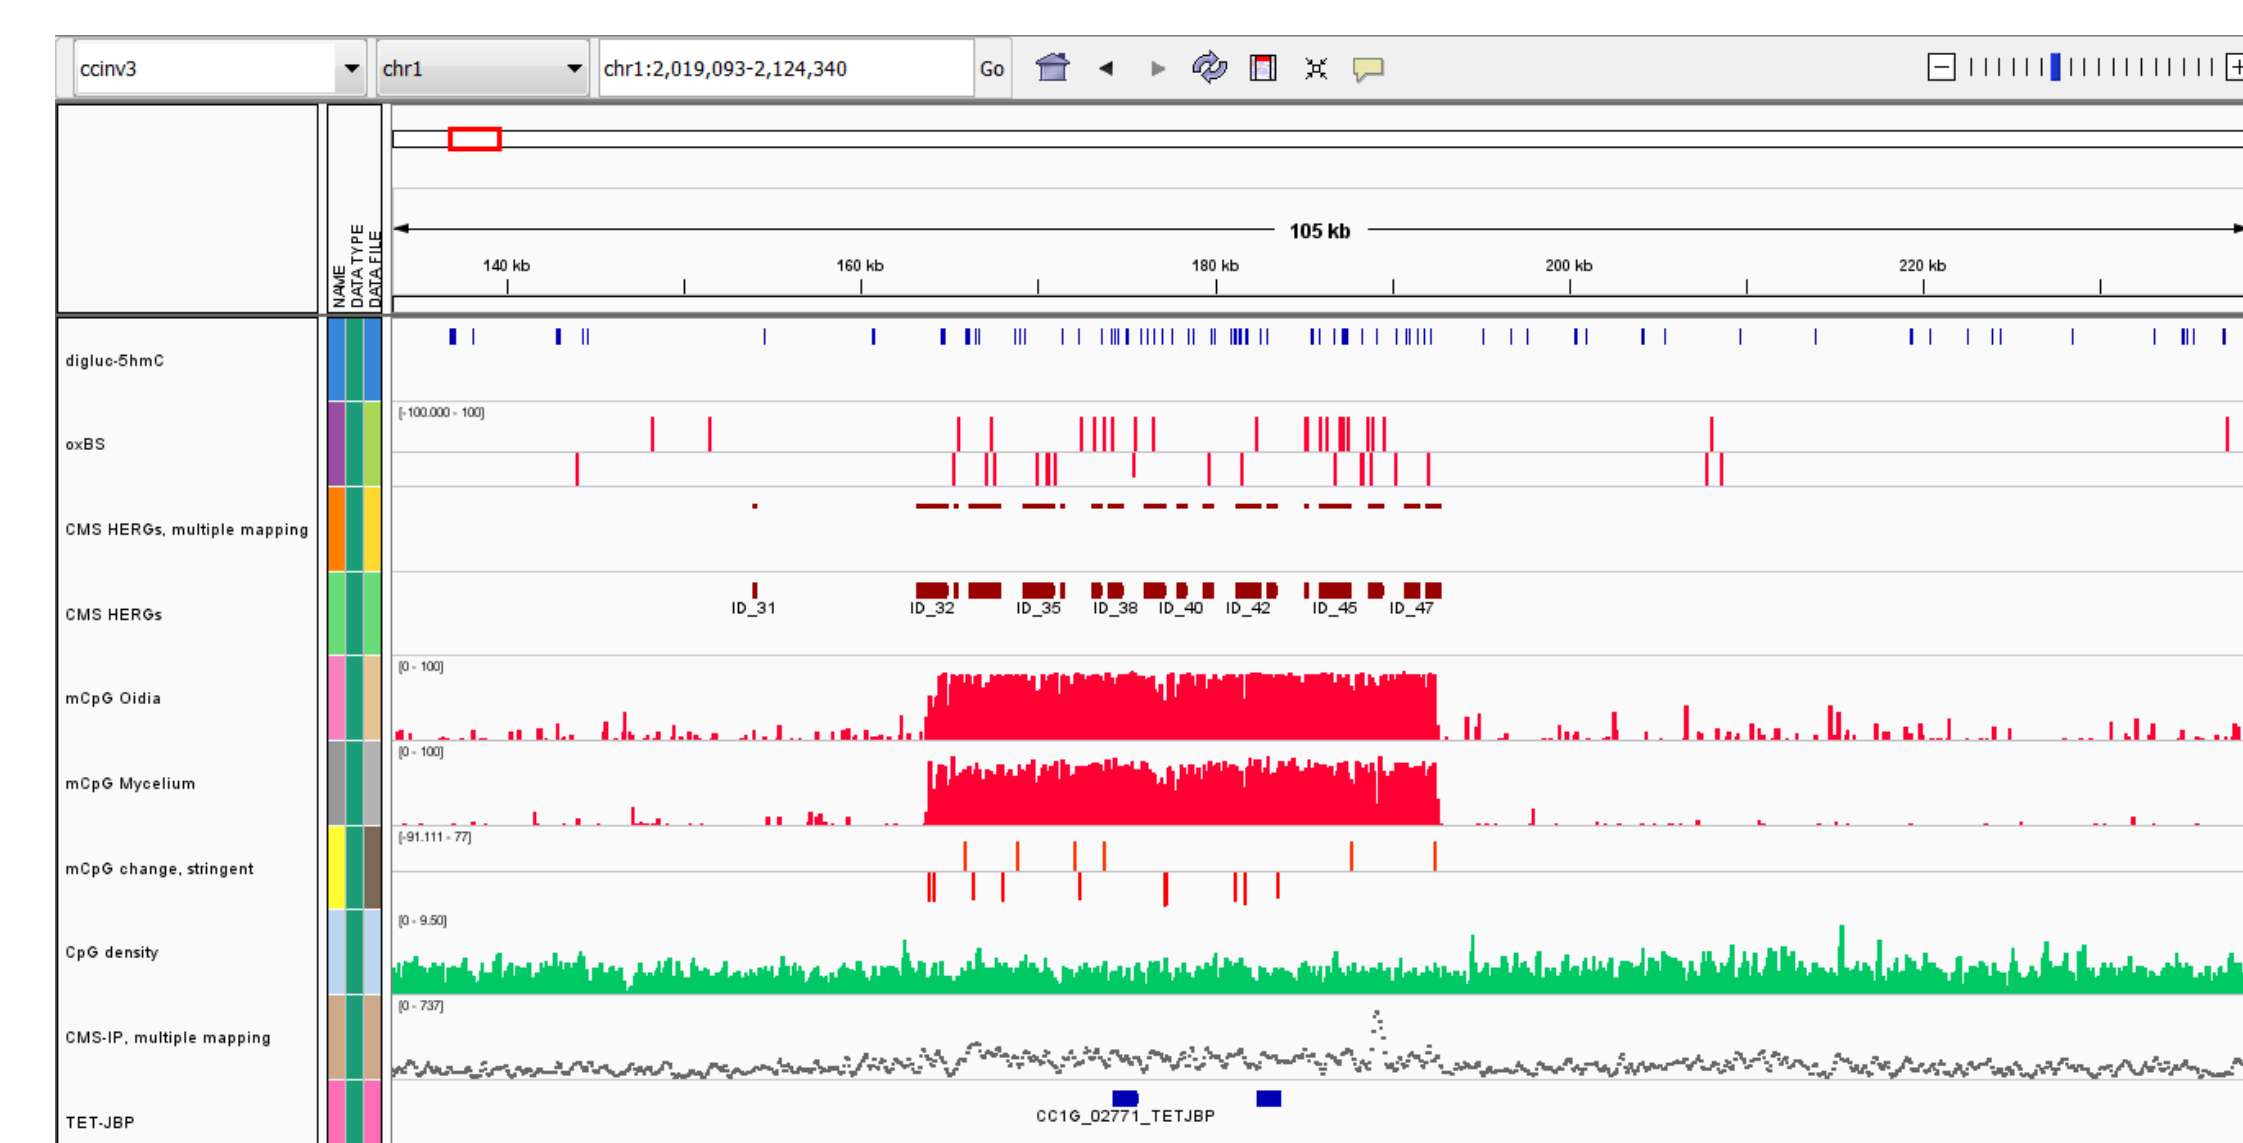 ccinv3 chr1 chr1:2,019,093-2,124,340 Go
NAME
DATA TYPE
DATA FILE
105 kb
140 kb 160 kb 180 kb 200 kb 220 kb
digluc-5hmC
[-100.000 - 100]
oxBS
CMS HERGs, multiple mapping
CMS HERGs
ID_31 ID_32 ID_35 ID_38 ID_40 ID_42 ID_45 ID_47
[0 - 100]
mCpG Oidia
[0 - 100]
mCpG Mycelium
[-91.111 - 77]
mCpG change, stringent
[0 - 9.50]
CpG density
[0 - 737]
CMS-IP, multiple mapping
CC1G_02771_TETJBP
TET-JBP